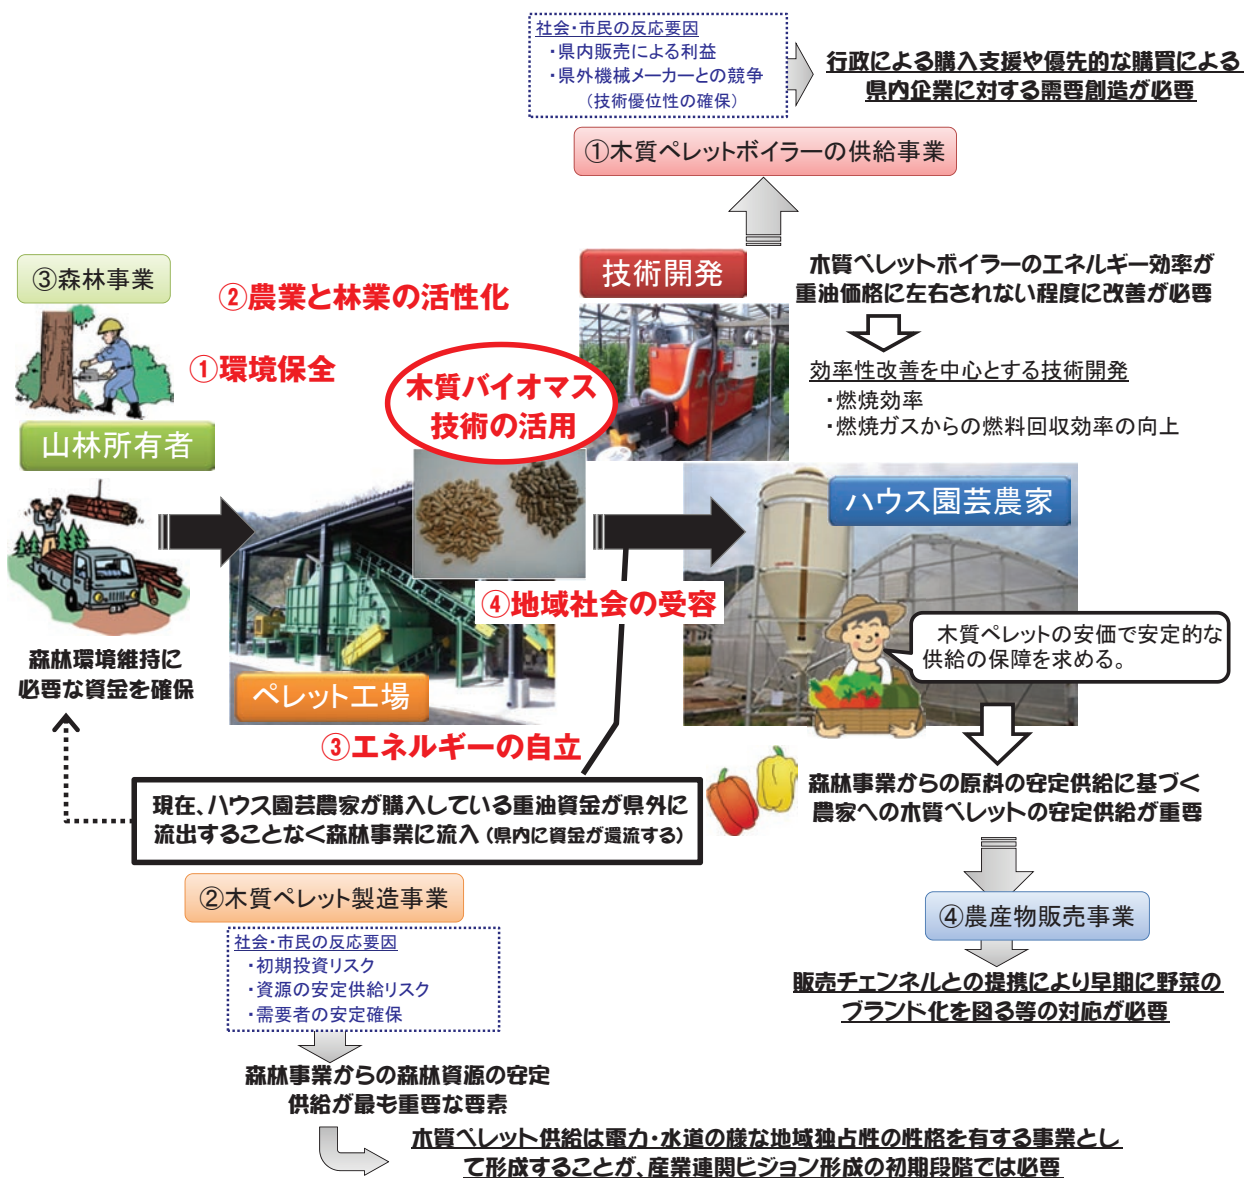 社会・市民の反応要因
・県内販売による利益
・県外機械メーカーとの競争
（技術優位性の確保）
行政による購入支援や優先的な購買による
県内企業に対する需要創造が必要
①木質ペレットボイラーの供給事業
③森林事業
②農業と林業の活性化
①環境保全
技術開発
木質ペレットボイラーのエネルギー効率が
重油価格に左右されない程度に改善が必要
効率性改善を中心とする技術開発
・燃焼効率
・燃焼ガスからの燃料回収効率の向上
木質バイオマス
技術の活用
山林所有者
ハウス園芸農家
④地域社会の受容
木質ペレットの安価で安定的な
供給の保障を求める。
森林環境維持に
必要な資金を確保
ペレット工場
③エネルギーの自立
現在、ハウス園芸農家が購入している重油資金が県外に
流出することなく森林事業に流入（県内に資金が還流する）
森林事業からの原料の安定供給に基づく
農家への木質ペレットの安定供給が重要
②木質ペレット製造事業
社会・市民の反応要因
・初期投資リスク
・資源の安定供給リスク
・需要者の安定確保
④農産物販売事業
販売チェンネルとの提携により早期に野菜の
ブランド化を図る等の対応が必要
森林事業からの森林資源の安定
供給が最も重要な要素
木質ペレット供給は電力・水道の様な地域独占性の性格を有する事業とし
て形成することが、産業連関ビジョン形成の初期段階では必要